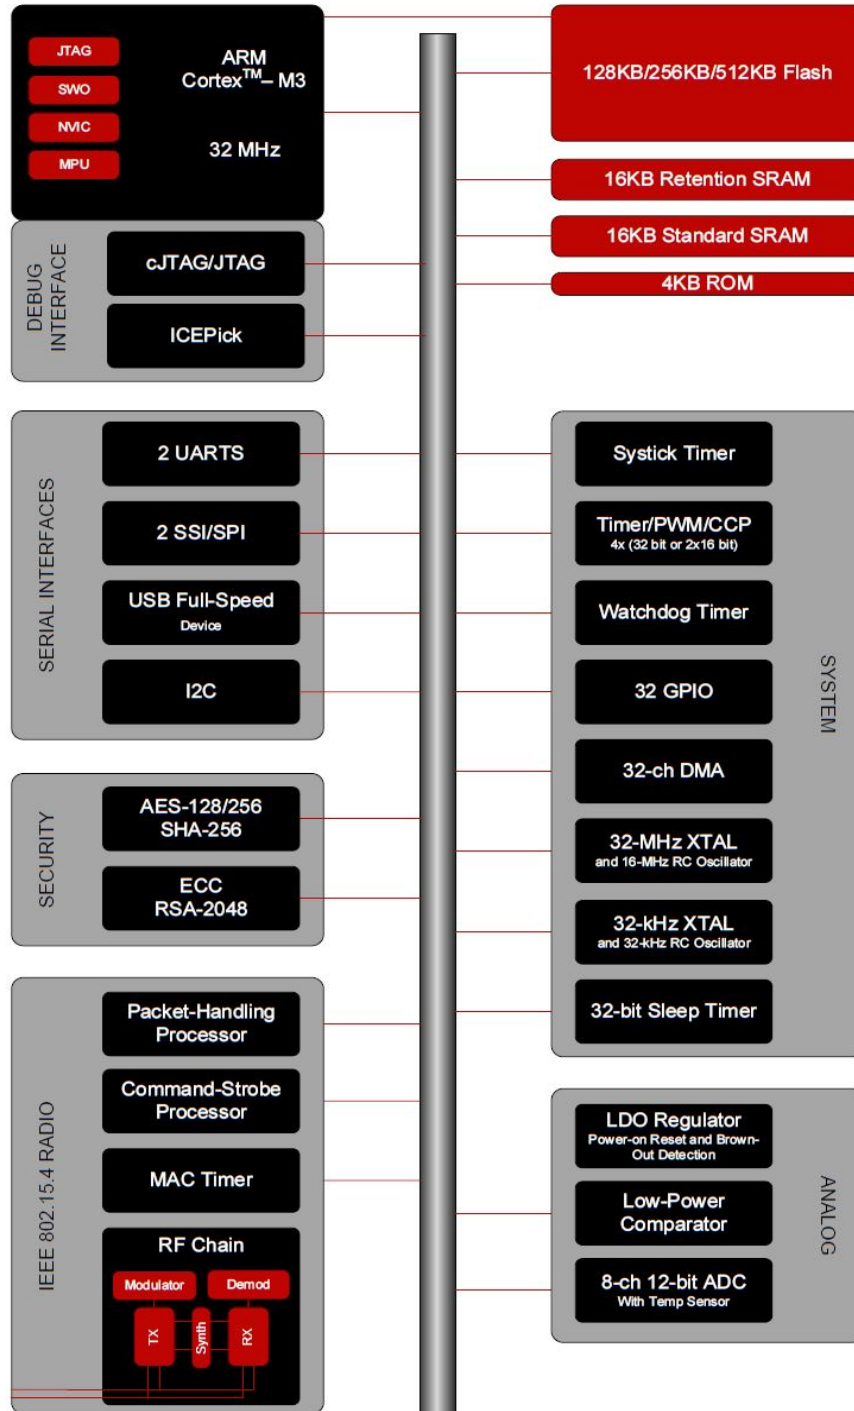 JTAG
SWO
NVIC
MPU
ARM
Cortex™– M3
32 MHz
128KB/256KB/512KB Flash
16KB Retention SRAM
16KB Standard SRAM
4KB ROM
DEBUG
INTERFACE
cJTAG/JTAG
ICEPick
SERIAL INTERFACES
2 UARTS
2 SSI/SPI
USB Full-Speed
Device
I2C
SECURITY
AES-128/256
SHA-256
ECC
RSA-2048
IEEE 802.15.4 RADIO
Packet-Handling
Processor
Command-Strobe
Processor
MAC Timer
RF Chain
Modulator
Demod
TX
Synth
RX
Systick Timer
Timer/PWM/CCP
4x (32 bit or 2x16 bit)
Watchdog Timer
32 GPIO
32-ch DMA
32-MHz XTAL
and 16-MHz RC Oscillator
32-kHz XTAL
and 32-kHz RC Oscillator
32-bit Sleep Timer
SYSTEM
LDO Regulator
Power-on Reset and Brown-
Out Detection
Low-Power
Comparator
8-ch 12-bit ADC
With Temp Sensor
ANALOG